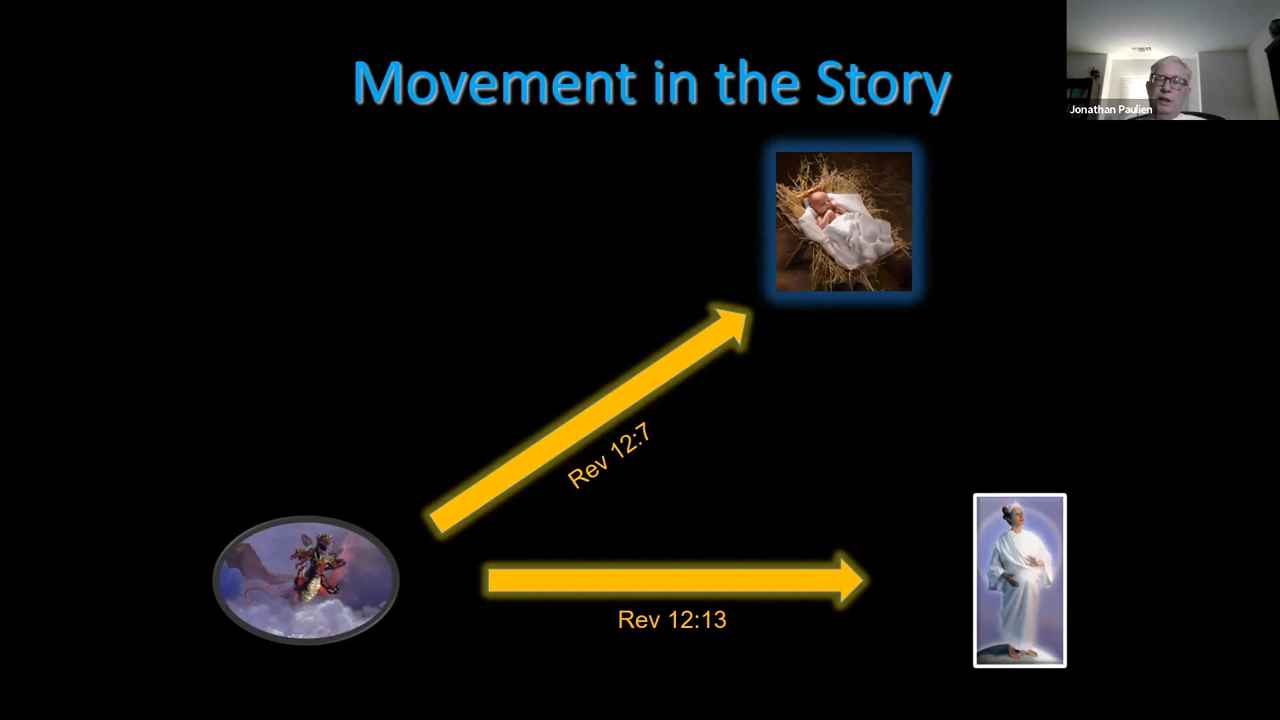 Movement in the Story
Jonathan Paulien
Rev 12:7
Rev 12:13